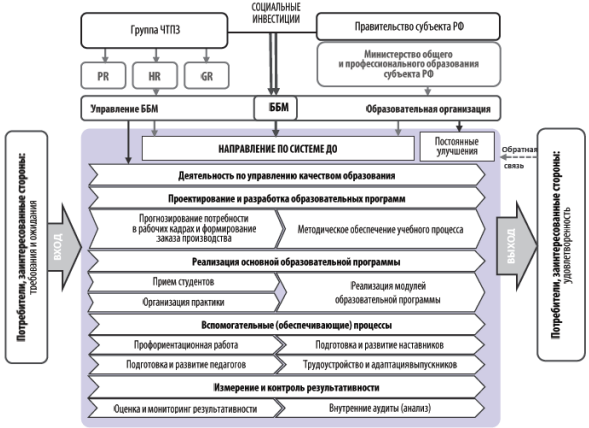 СОЦИАЛЬНЫЕ
ИНВЕСТИЦИИ
Группа ЧТПЗ
Правительство субъекта РФ
PR
HR
GR
Министерство общего
и профессионального образования
субъекта РФ
Управление ББМ
ББМ
Образовательная организация
НАПРАВЛЕНИЕ ПО СИСТЕМЕ ДО
Постоянные
улучшения
Обратная
связь
Потребители, заинтересованные стороны:
требования и ожидания
ВХОД
Деятельность по управлению качеством образования
Проектирование и разработка образовательных программ
Прогнозирование потребности
в рабочих кадрах и формирование
заказа производства
Методическое обеспечение учебного процесса
Реализация основной образовательной программы
Прием студентов
Организация практики
Реализация модулей
образовательной программы
Вспомогательные (обеспечивающие) процессы
Профориентационная работа
Подготовка и развитие наставников
Подготовка и развитие педагогов
Трудоустройство и адаптациявыпускников
Измерение и контроль результативности
Оценка и мониторинг результативности
Внутренние аудиты (анализ)
ВЫХОД
Потребители, заинтересованные стороны:
удовлетворенность